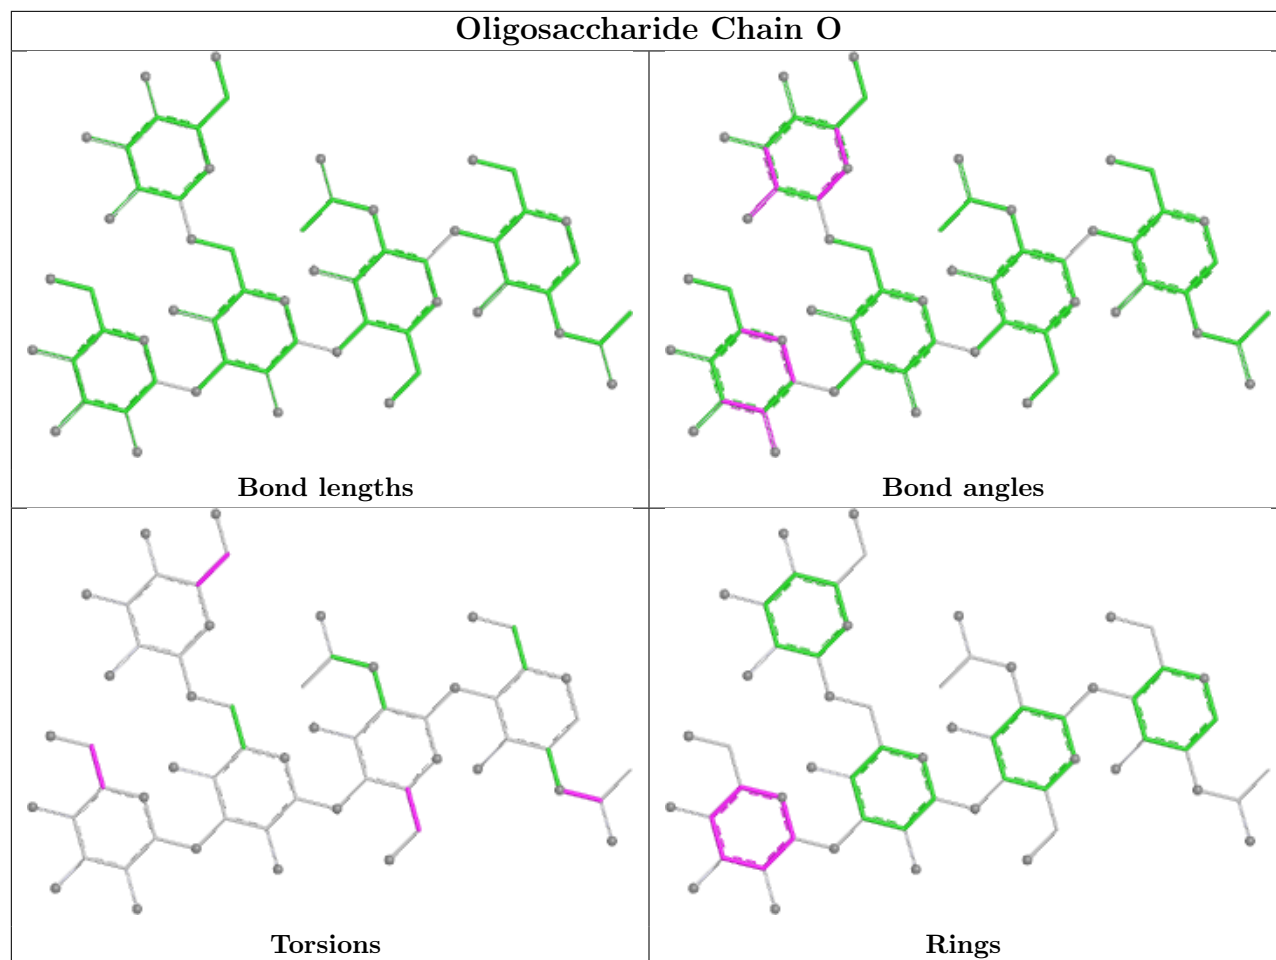 Oligosaccharide Chain O
Bond lengths
Bond angles
Torsions
Rings